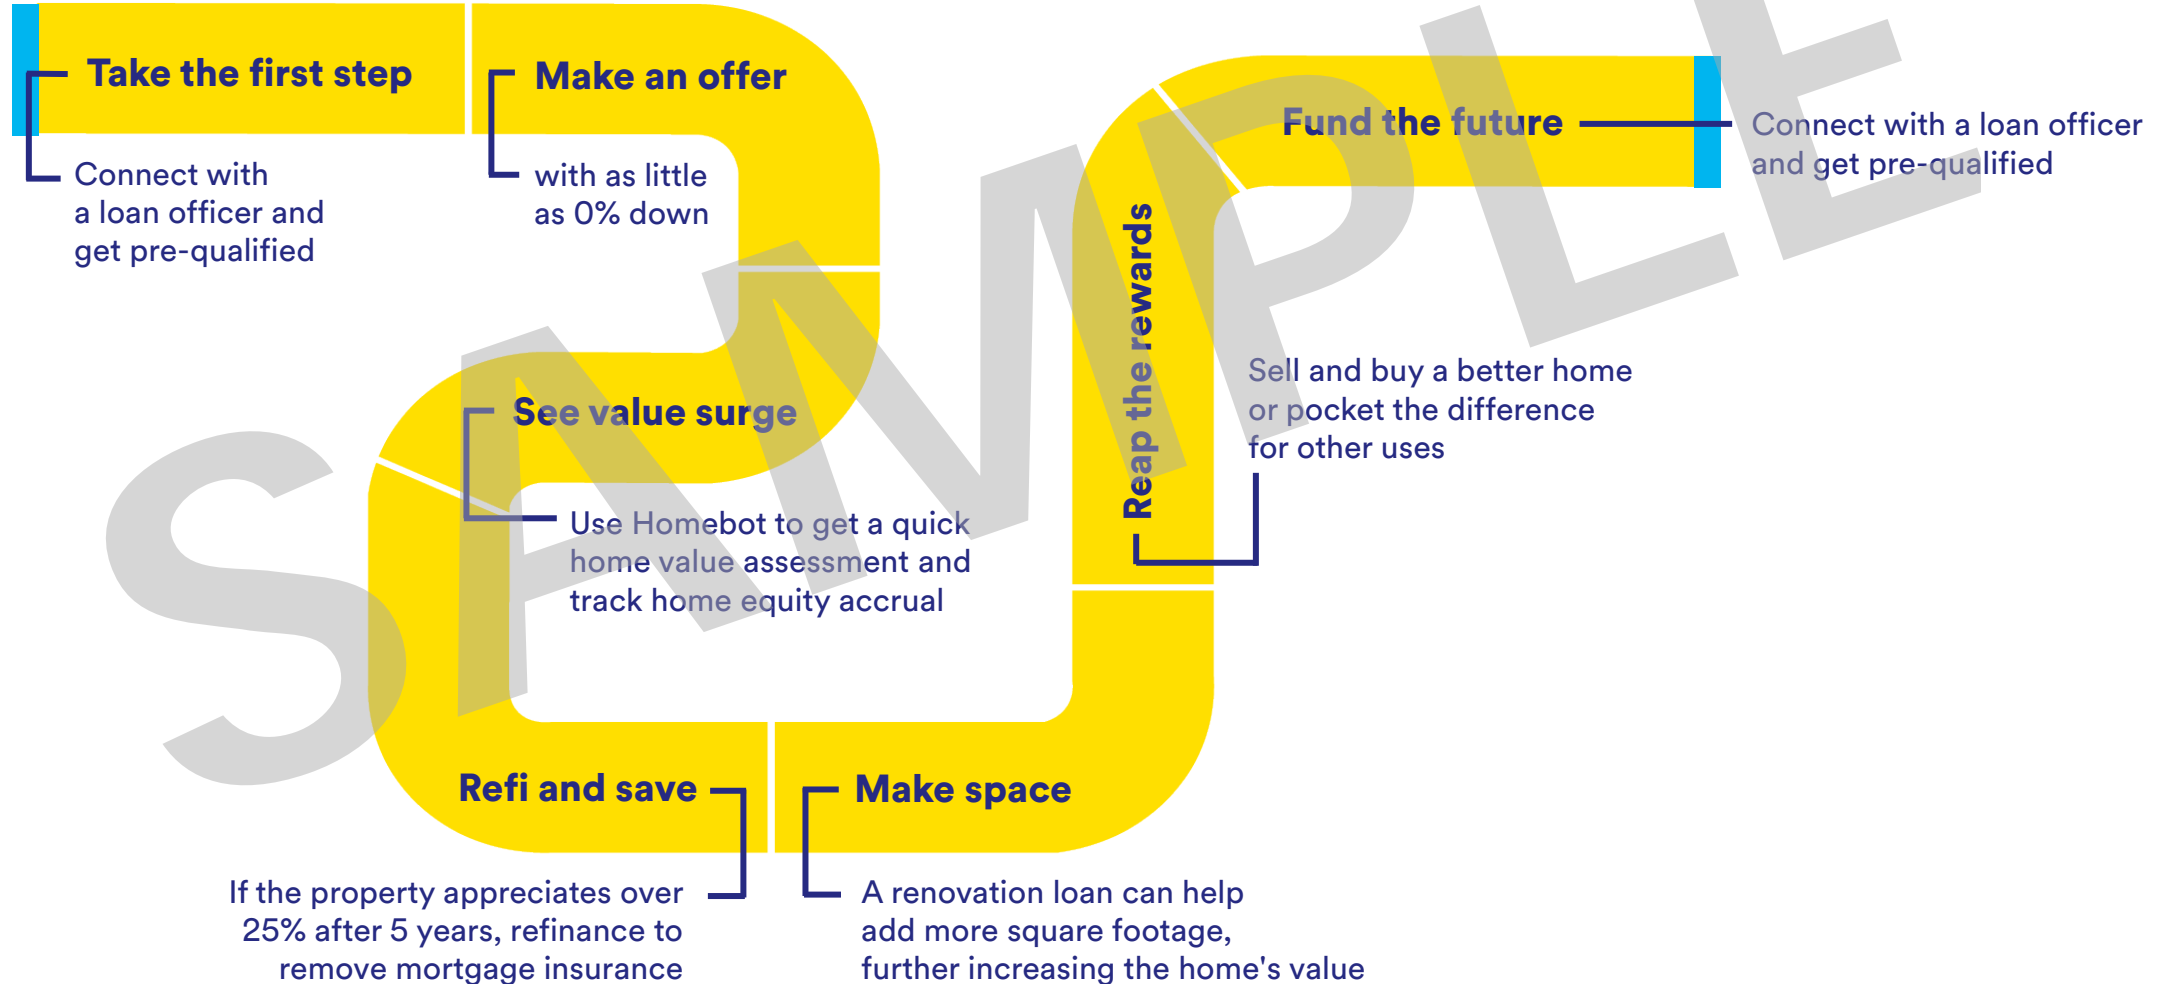 Take the first step
Connect with
a loan officer and
get pre-qualified
Make an offer
with as little
as 0% down
See value surge
Use Homebot to get a quick
home value assessment and
track home equity accrual
Refi and save
If the property appreciates over
25% after 5 years, refinance to
remove mortgage insurance
Make space
A renovation loan can help
add more square footage,
further increasing the home's value
Reap the rewards
Sell and buy a better home
or pocket the difference
for other uses
Fund the future
Connect with a loan officer
and get pre-qualified
SAMPLE